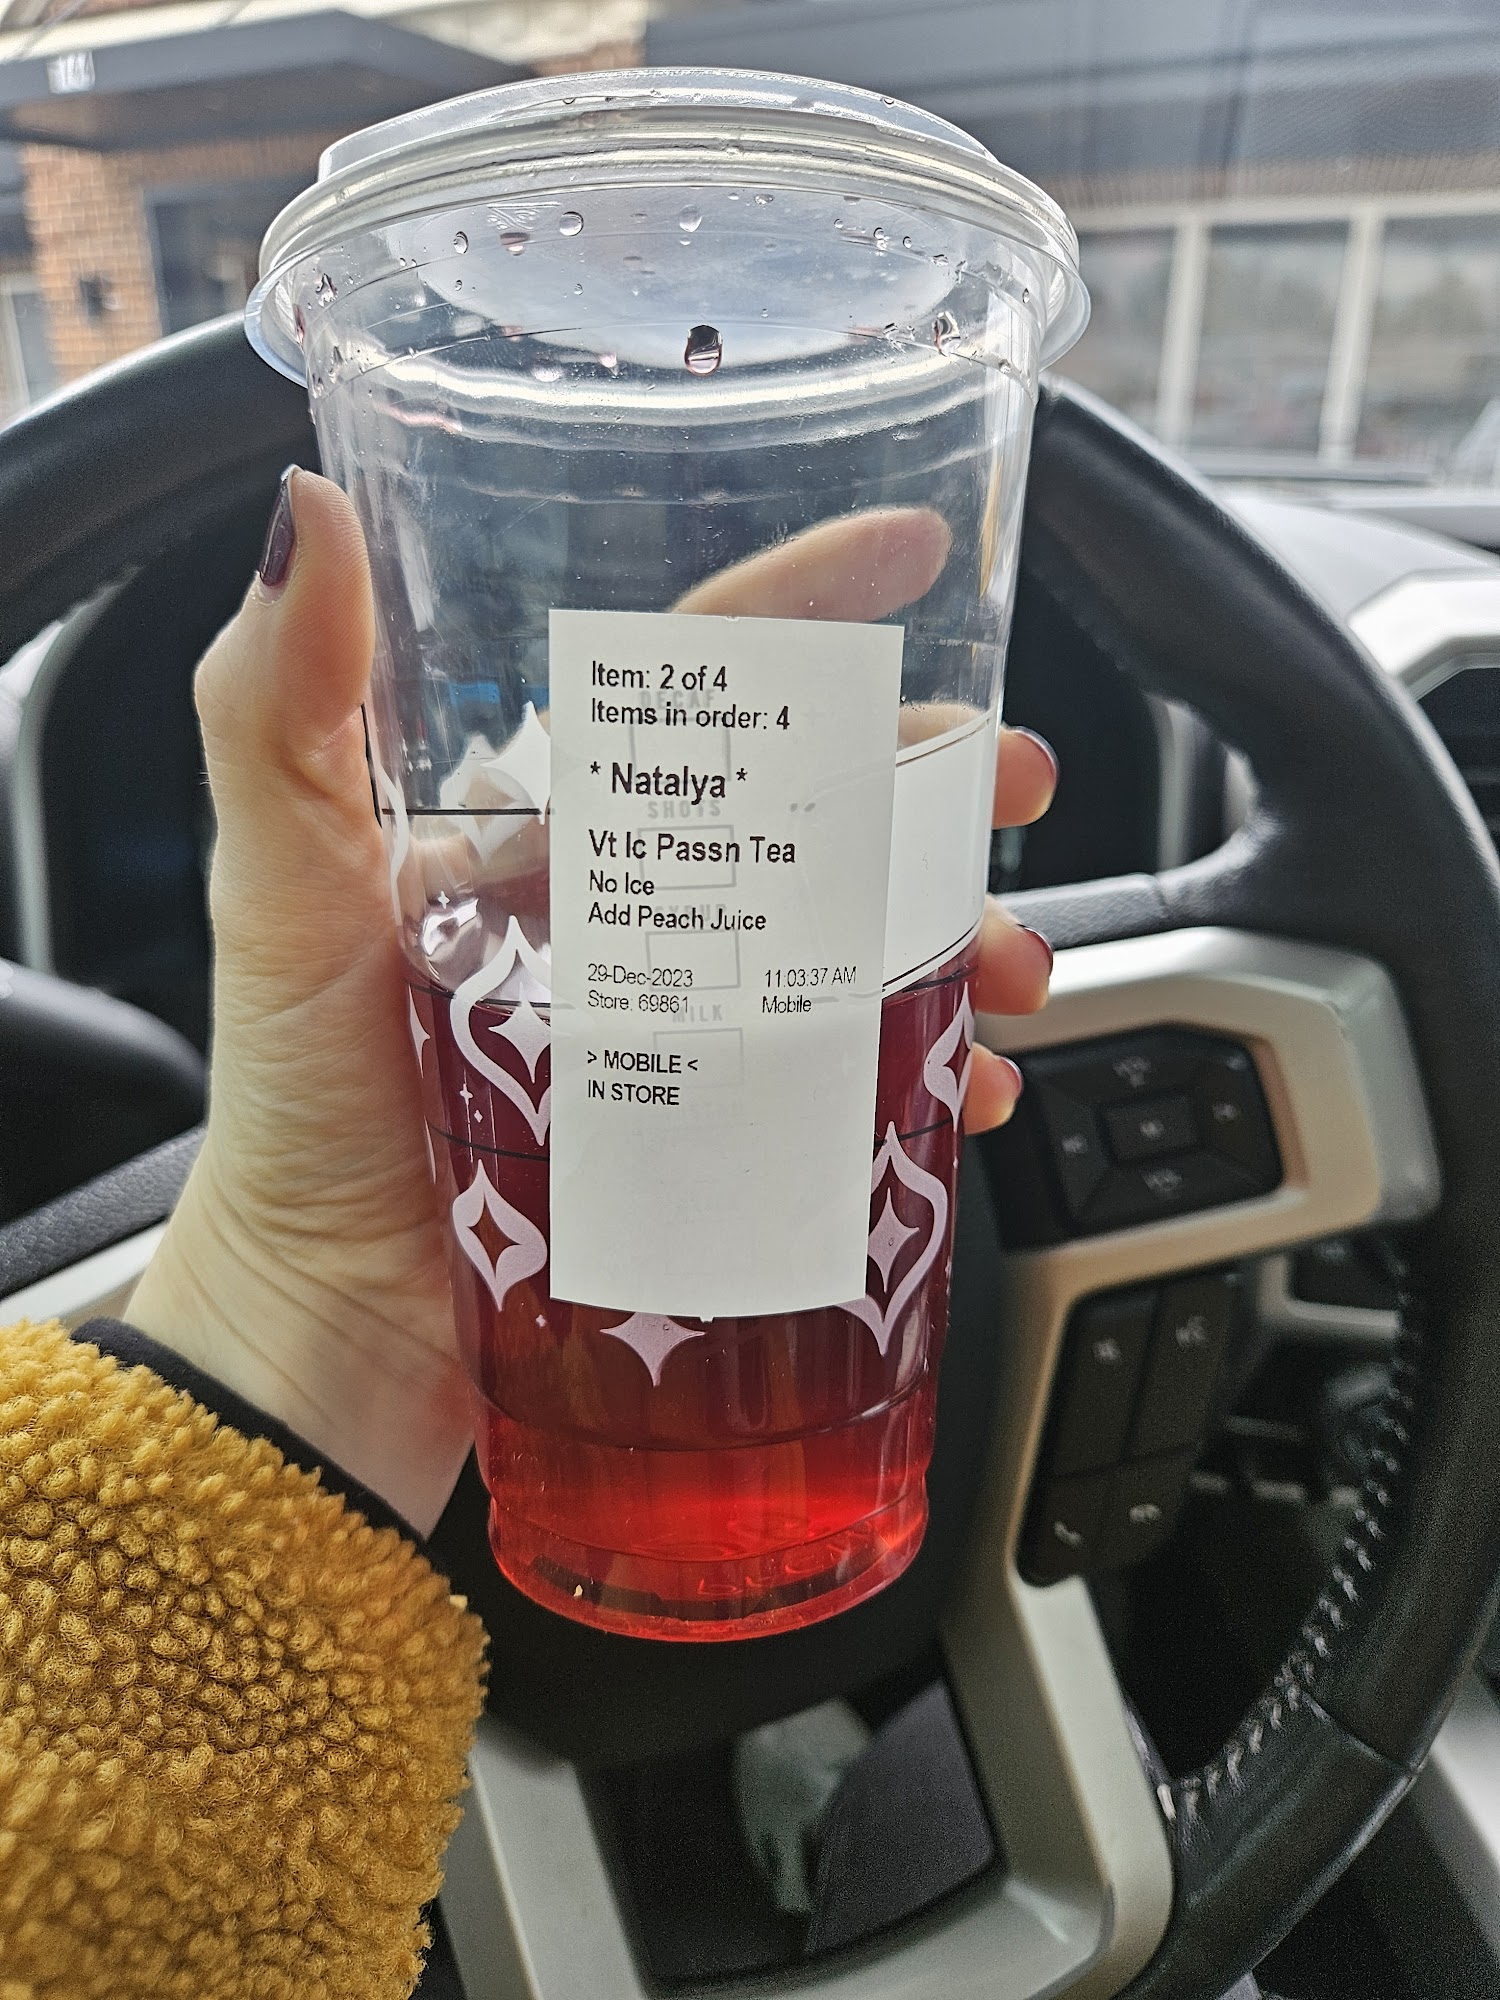 Item: 2 of 4
Items in order: 4
* Natalya *
Vt Ic Passn Tea
No Ice
Add Peach Juice
29-Dec-2023 11:03:37 AM
Store: 69861 Mobile
> MOBILE <
IN STORE
DECAF
SHOTS
SYRUP
MILK